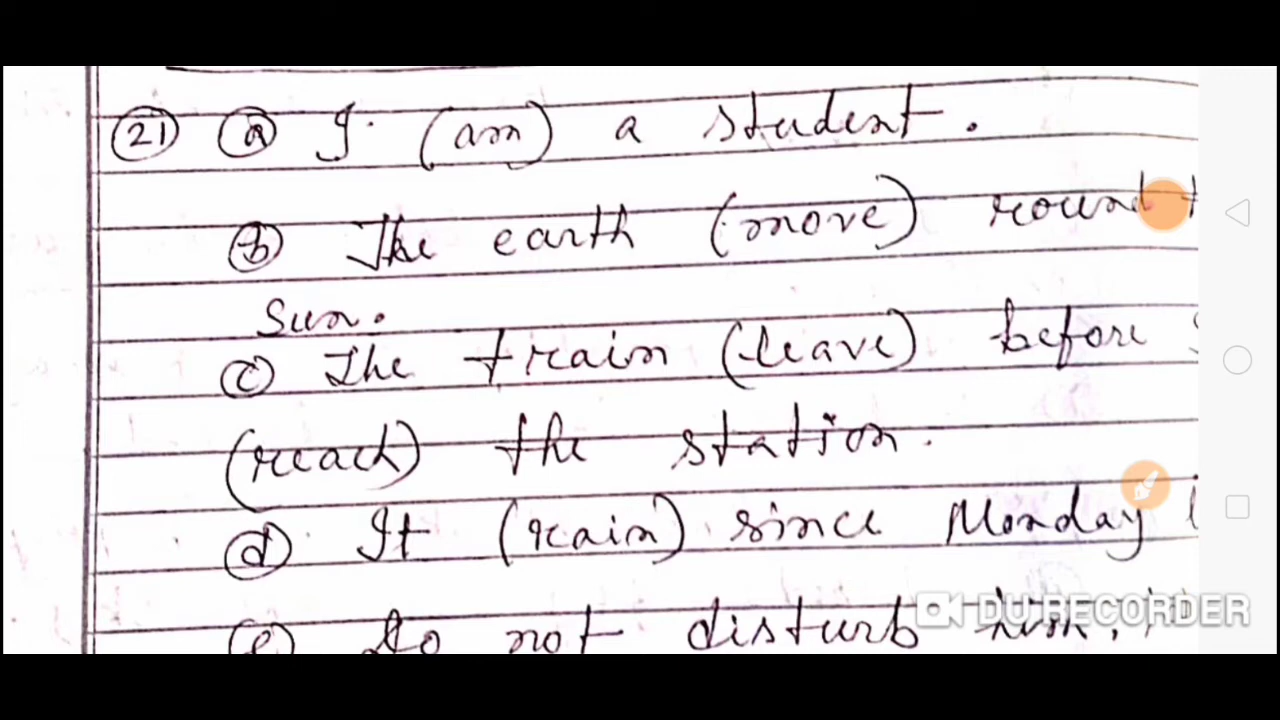 21 a I (am) a student.
b The earth (move) round
Sun.
c The train (leave) before
(reach) the station.
d It (rain) since Monday
e Do not disturb him,
DU RECORDER